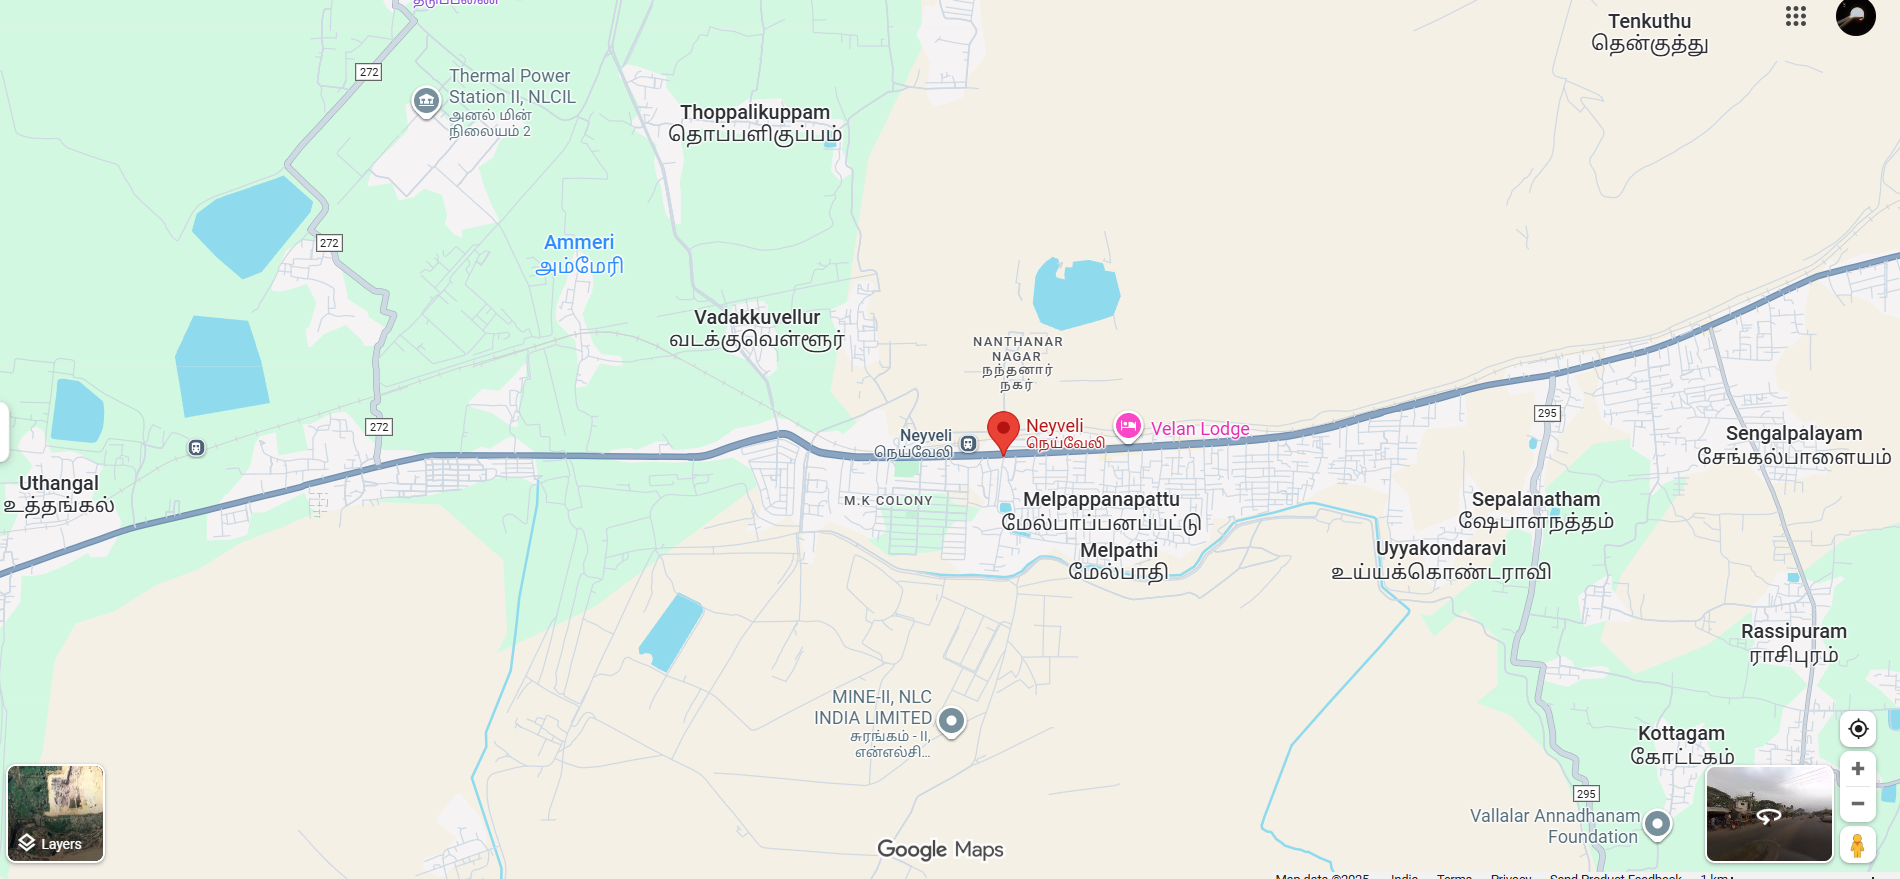 தடுப்பணை
272
Thermal Power
Station II, NLCIL
அனல் மின்
நிலையம் 2
Thoppalikuppam
தொப்பளிகுப்பம்
Tenkuthu
தென்குத்து
272
Ammeri
அம்மேரி
Vadakkuvellur
வடக்குவெள்ளூர்
NANTHANAR
NAGAR
நந்தனார்
நகர்
272
Neyveli
நெய்வேலி
Neyveli
நெய்வேலி
Velan Lodge
295
Sengalpalayam
சேங்கல்பாளையம்
Uthangal
உத்தங்கல்
M.K COLONY
Melpappanapattu
மேல்பாப்பனப்பட்டு
Sepalanatham
ஷேபாளநத்தம்
Melpathi
மேல்பாதி
Uyyakondaravi
உய்யக்கொண்டராவி
Rassipuram
ராசிபுரம்
MINE-II, NLC
INDIA LIMITED
சுரங்கம் - II,
என்எல்சி...
Kottagam
கோட்டகம்
295
Vallalar Annadhanam
Foundation
Layers
Google Maps
Map data ©2025 India Terms Privacy Send Product Feedback 1 km